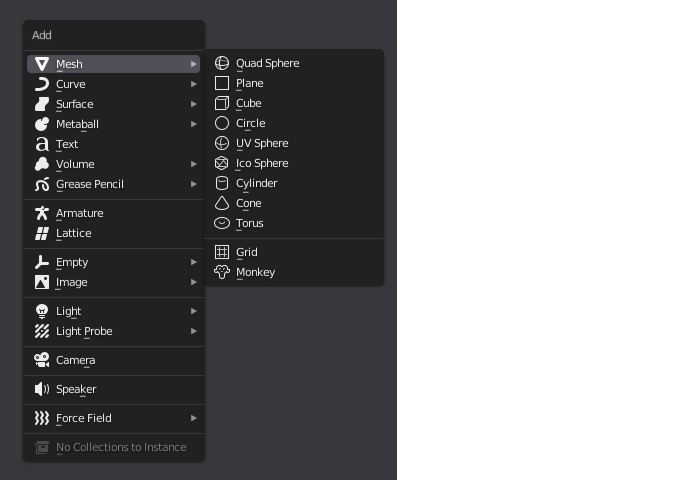 Add
Mesh
Curve
Surface
Metaball
Text
Volume
Grease Pencil
Armature
Lattice
Empty
Image
Light
Light Probe
Camera
Speaker
Force Field
No Collections to Instance
Quad Sphere
Plane
Cube
Circle
UV Sphere
Ico Sphere
Cylinder
Cone
Torus
Grid
Monkey